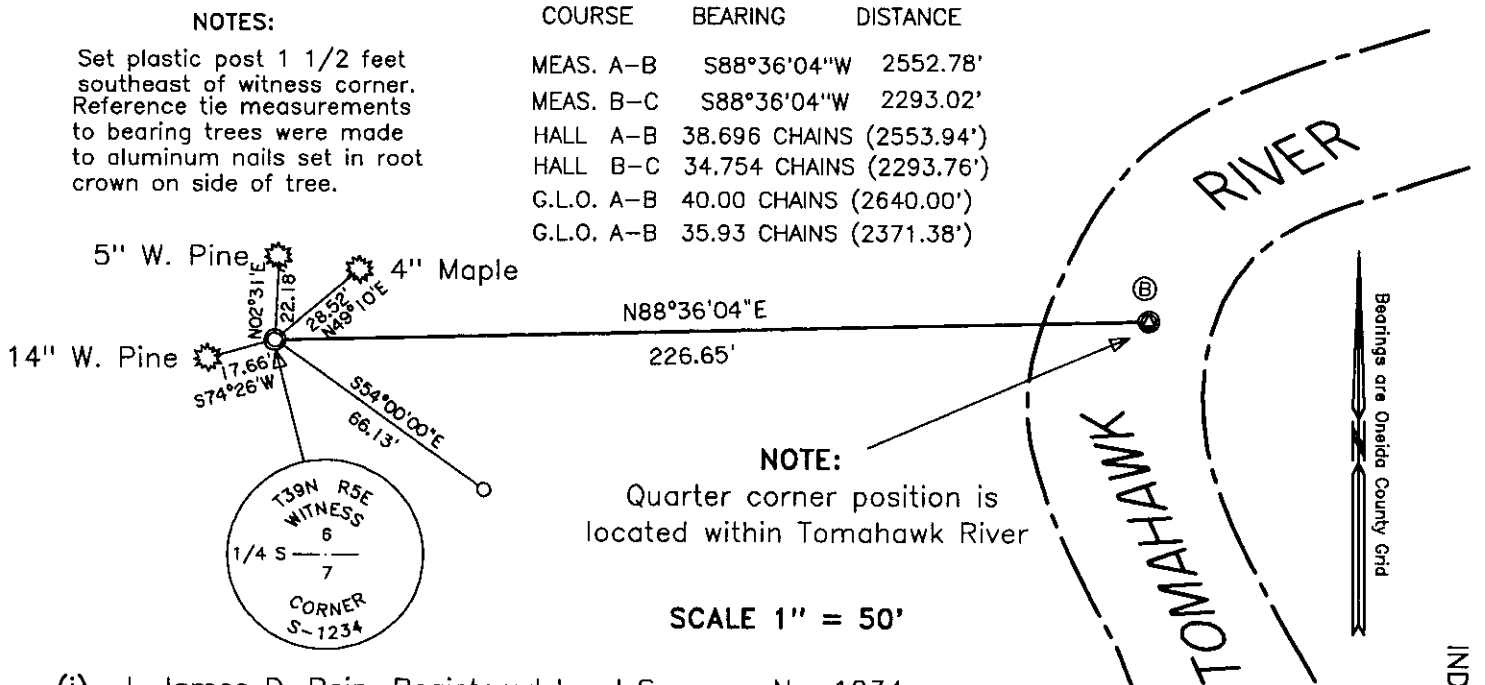 NOTES:
Set plastic post 1 1/2 feet
southeast of witness corner.
Reference tie measurements
to bearing trees were made
to aluminum nails set in root
crown on side of tree.
COURSE BEARING DISTANCE
MEAS. A-B S88°36'04"W 2552.78'
MEAS. B-C S88°36'04"W 2293.02'
HALL A-B 38.696 CHAINS (2553.94')
HALL B-C 34.754 CHAINS (2293.76')
G.L.O. A-B 40.00 CHAINS (2640.00')
G.L.O. A-B 35.93 CHAINS (2371.38')
RIVER
5" W. Pine
N02°31'E
22.18'
4" Maple
28.52'
N49°10'E
14" W. Pine
17.66'
S74°26'W
N88°36'04"E
226.65'
B
S54°00'00"E
66.13'
NOTE:
Quarter corner position is
located within Tomahawk River
T39N R5E
WITNESS
6
1/4 S
7
CORNER
S-1234
SCALE 1" = 50'
TOMAHAWK
N
Bearings are Oneida County Grid
IND